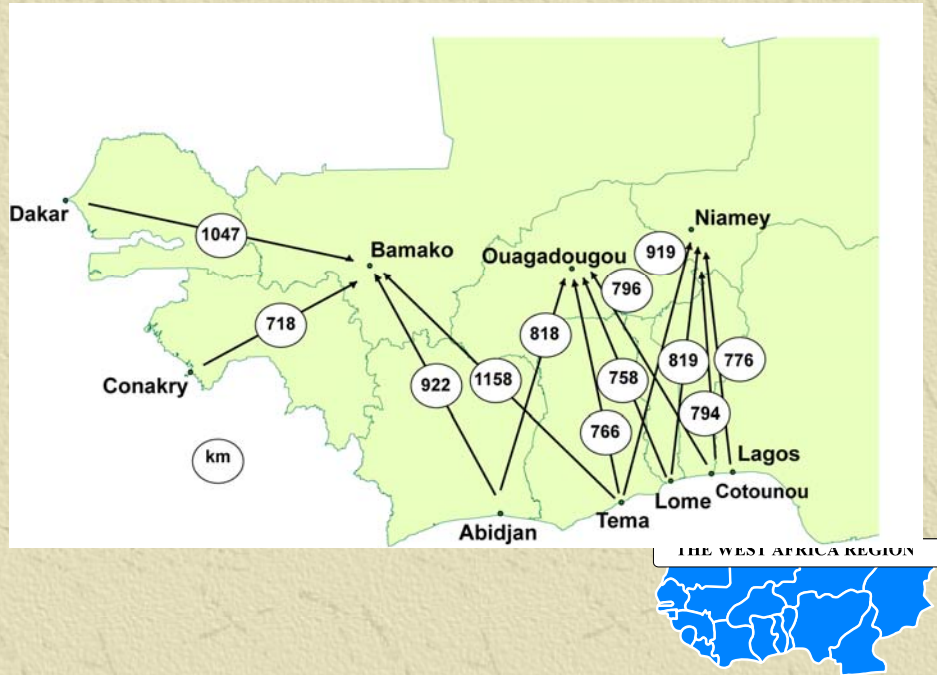 Dakar
1047
Bamako
Niamey
Ouagadougou
919
796
718
818
Conakry
922
1158
758
819
776
766
794
km
Lagos
Cotounou
Lome
Tema
Abidjan
THE WEST AFRICA REGION